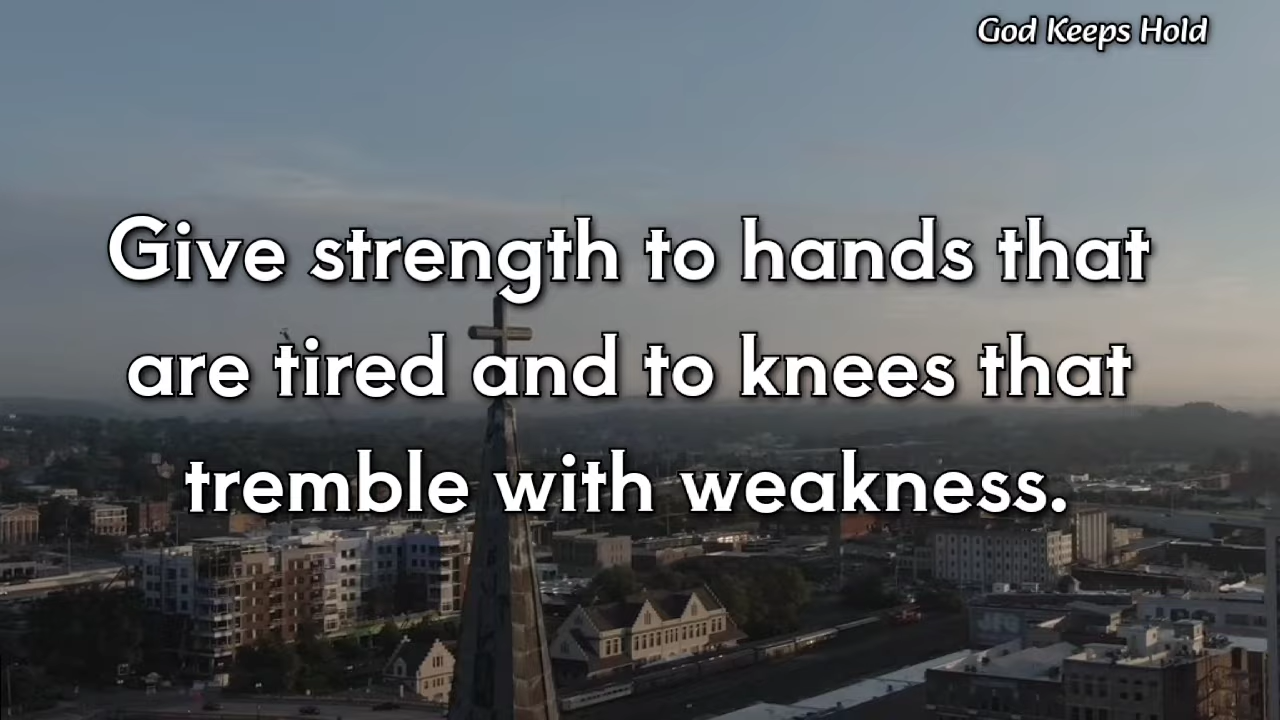 God Keeps Hold
Give strength to hands that
are tired and to knees that
tremble with weakness.